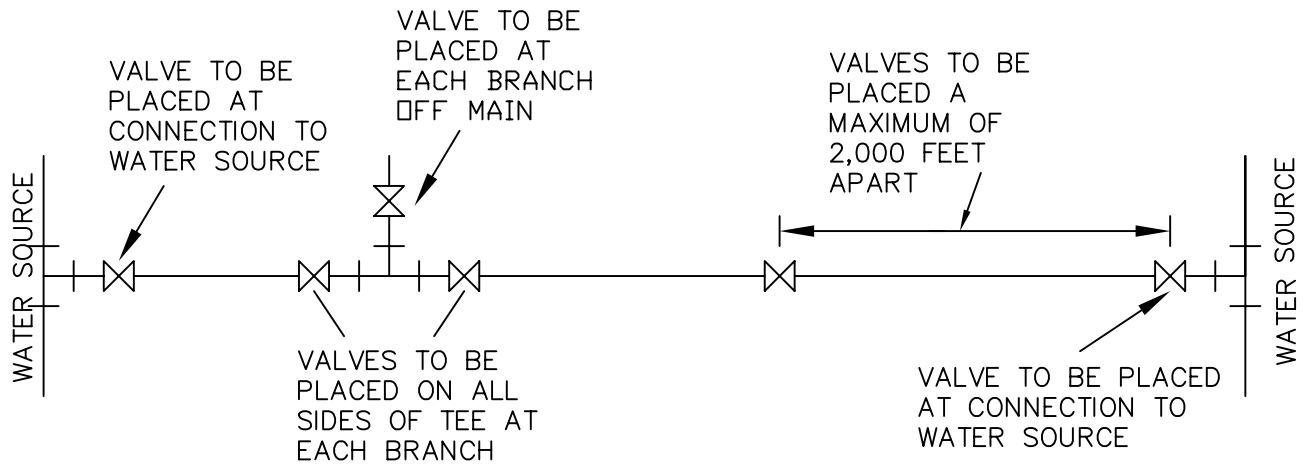 VALVE TO BE
PLACED AT
CONNECTION TO
WATER SOURCE
VALVE TO BE
PLACED AT
EACH BRANCH
OFF MAIN
VALVES TO BE
PLACED A
MAXIMUM OF
2,000 FEET
APART
WATER SOURCE
WATER SOURCE
VALVES TO BE
PLACED ON ALL
SIDES OF TEE AT
EACH BRANCH
VALVE TO BE PLACED
AT CONNECTION TO
WATER SOURCE